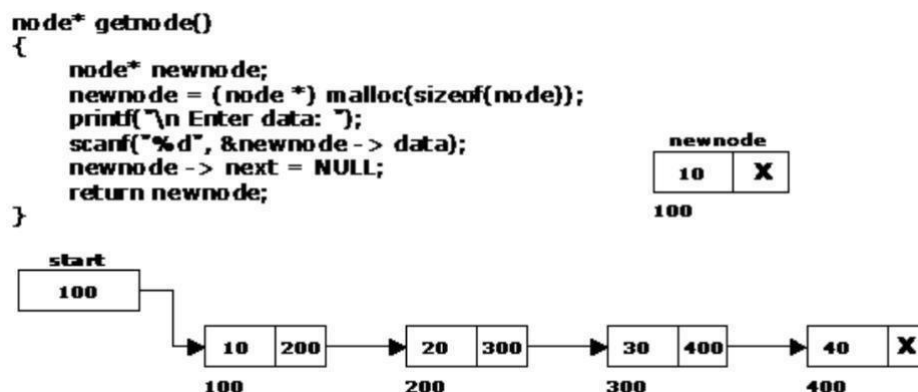 node* getnode()
{
node* newnode;
newnode = (node *) malloc(sizeof(node));
printf("\n Enter data: ");
scanf("%d", &newnode -> data);
newnode -> next = NULL;
return newnode;
}
newnode
10 X
100
start
100
10 200 20 300 30 400 40 X
100 200 300 400